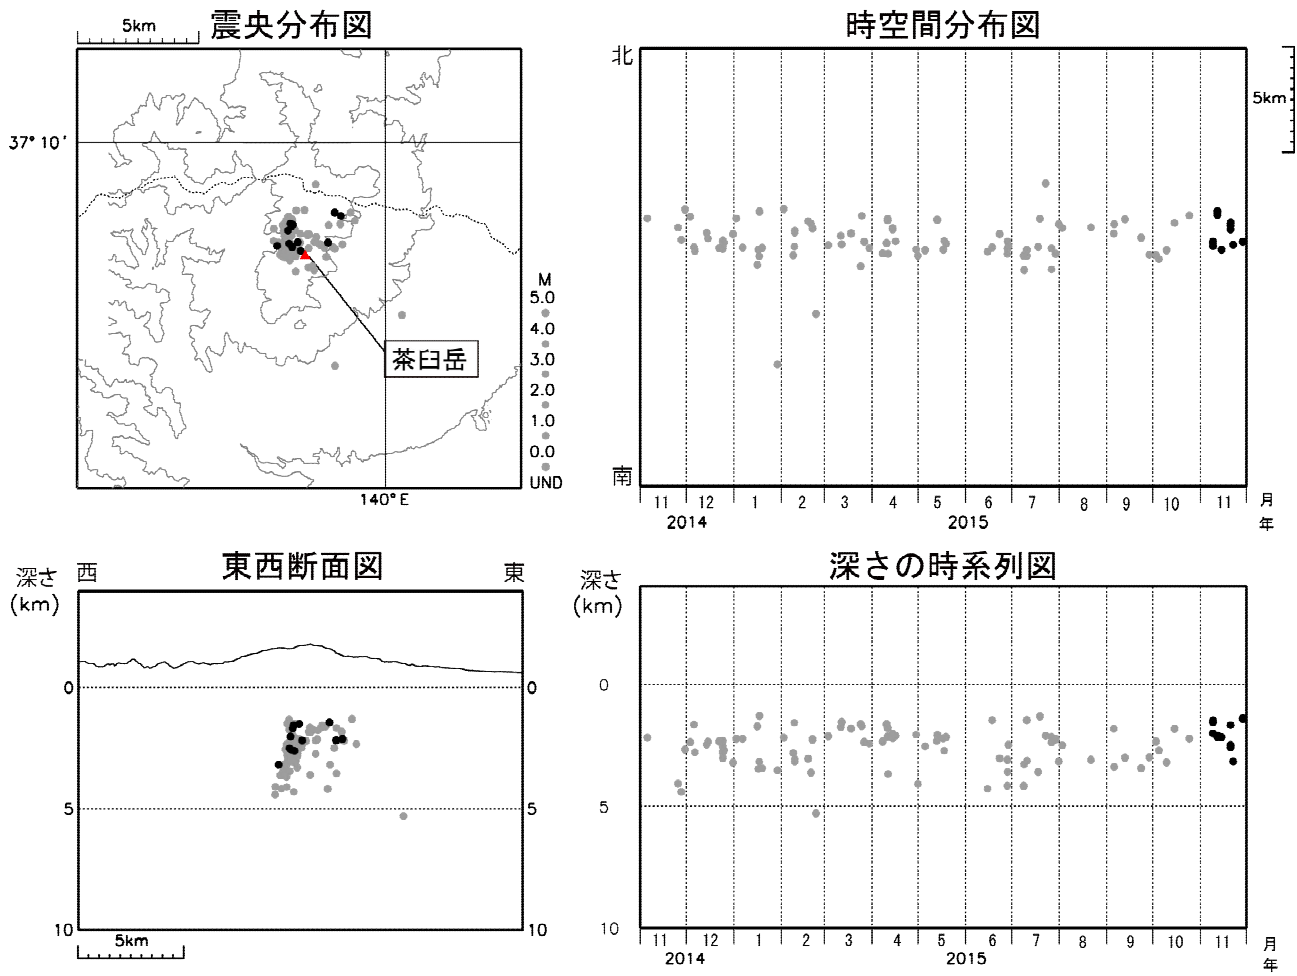 5km
震央分布図
37° 10′
茶臼岳
140° E
M
5.0
4.0
3.0
2.0
1.0
0.0
UND
時空間分布図
北
南
5km
11 12 1 2 3 4 5 6 7 8 9 10 11 月
2014 2015 年
東西断面図
深さ
(km)
西 東
0 0
5 5
10 10
5km
深さの時系列図
深さ
(km)
0
5
10
11 12 1 2 3 4 5 6 7 8 9 10 11 月
2014 2015 年